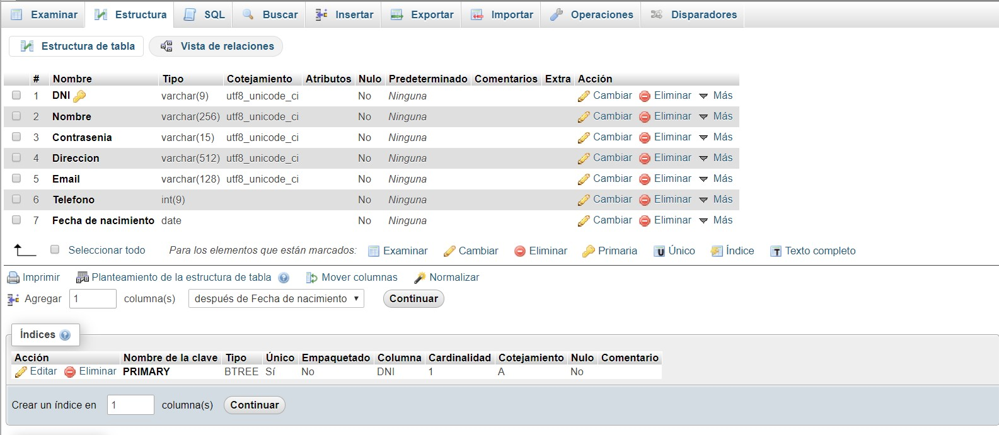 Examinar Estructura SQL Buscar Insertar Exportar Importar Operaciones Disparadores
Estructura de tabla Vista de relaciones
# Nombre Tipo Cotejamiento Atributos Nulo Predeterminado Comentarios Extra Acción
1 DNI varchar(9) utf8_unicode_ci No Ninguna Cambiar Eliminar Más
2 Nombre varchar(256) utf8_unicode_ci No Ninguna Cambiar Eliminar Más
3 Contrasenia varchar(15) utf8_unicode_ci No Ninguna Cambiar Eliminar Más
4 Direccion varchar(512) utf8_unicode_ci No Ninguna Cambiar Eliminar Más
5 Email varchar(128) utf8_unicode_ci No Ninguna Cambiar Eliminar Más
6 Telefono int(9) No Ninguna Cambiar Eliminar Más
7 Fecha de nacimiento date No Ninguna Cambiar Eliminar Más
Seleccionar todo Para los elementos que están marcados: Examinar Cambiar Eliminar Primaria Único Índice Texto completo
Imprimir Planteamiento de la estructura de tabla Mover columnas Normalizar
Agregar 1 columna(s) después de Fecha de nacimiento Continuar
Índices
Acción Nombre de la clave Tipo Único Empaquetado Columna Cardinalidad Cotejamiento Nulo Comentario
Editar Eliminar PRIMARY BTREE Sí No DNI 1 A No
Crear un índice en 1 columna(s) Continuar